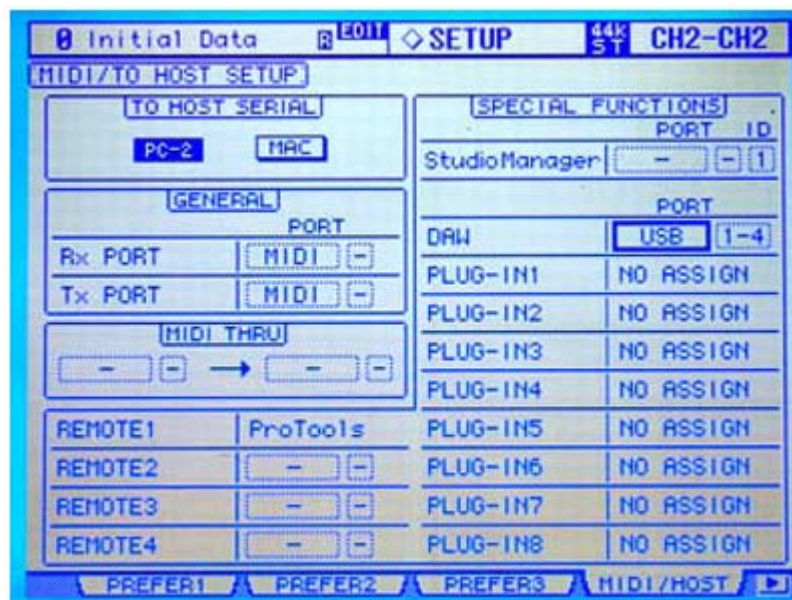 0 Initial Data R EDIT ◇ SETUP 44k ST CH2-CH2
MIDI/TO HOST SETUP
TO HOST SERIAL
PC-2 MAC
GENERAL
PORT
Rx PORT MIDI -
Tx PORT MIDI -
MIDI THRU
- - → - -
REMOTE1 ProTools
REMOTE2 - -
REMOTE3 - -
REMOTE4 - -
SPECIAL FUNCTIONS
PORT ID
StudioManager - - 1
PORT
DAW USB 1-4
PLUG-IN1 NO ASSIGN
PLUG-IN2 NO ASSIGN
PLUG-IN3 NO ASSIGN
PLUG-IN4 NO ASSIGN
PLUG-IN5 NO ASSIGN
PLUG-IN6 NO ASSIGN
PLUG-IN7 NO ASSIGN
PLUG-IN8 NO ASSIGN
PREFER1 PREFER2 PREFER3 MIDI/HOST